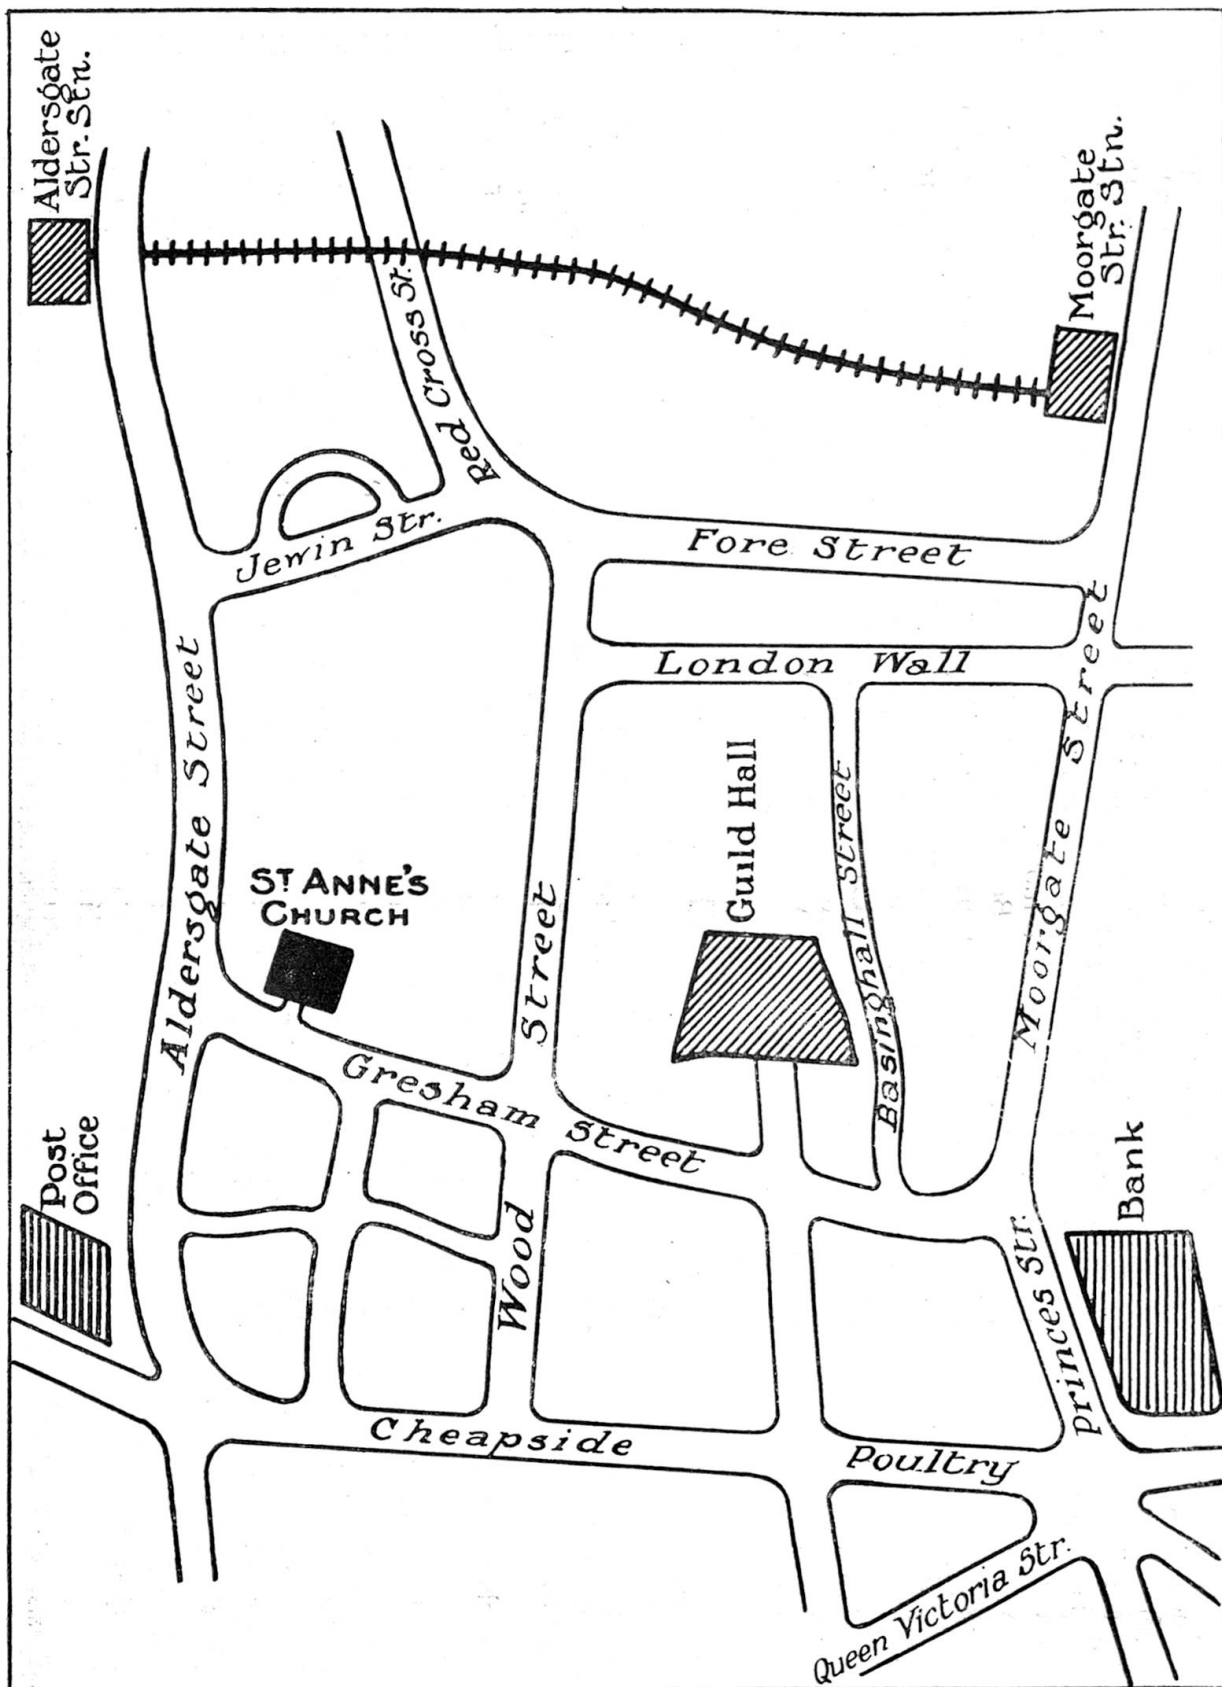 Aldersgate
Str. Stn.
Moorgate
Str. Stn.
Red Cross St.
Jewin Str.
Fore Street
London Wall
Aldersgate Street
ST ANNE'S
CHURCH
Guild Hall
Basinghall Street
Moorgate Street
Gresham Street
Wood Street
Post
Office
Bank
Princes Str.
Cheapside
Poultry
Queen Victoria Str.